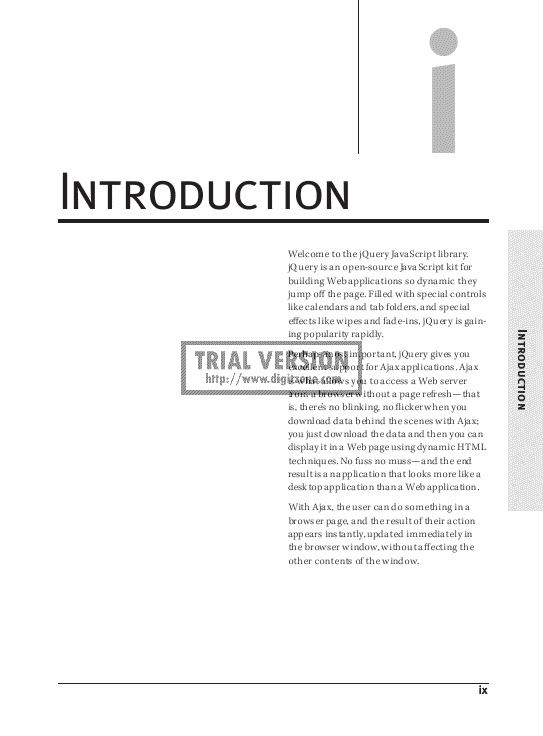 i
INTRODUCTION
Welcome to the jQuery JavaScript library.
jQuery is an open-source JavaScript kit for
building Web applications so dynamic they
jump off the page. Filled with special controls
like calendars and tab folders, and special
effects like wipes and fade-ins, jQuery is gain-
ing popularity rapidly.
Perhaps most important, jQuery gives you
excellent support for Ajax applications. Ajax
is what allows you to access a Web server
from a browser without a page refresh—that
is, there's no blinking, no flicker when you
download data behind the scenes with Ajax;
you just download the data and then you can
display it in a Web page using dynamic HTML
techniques. No fuss no muss—and the end
result is an application that looks more like a
desktop application than a Web application.
With Ajax, the user can do something in a
browser page, and the result of their action
appears instantly, updated immediately in
the browser window, without affecting the
other contents of the window.
TRIAL VERSION
http://www.digitzone.com
INTRODUCTION
ix